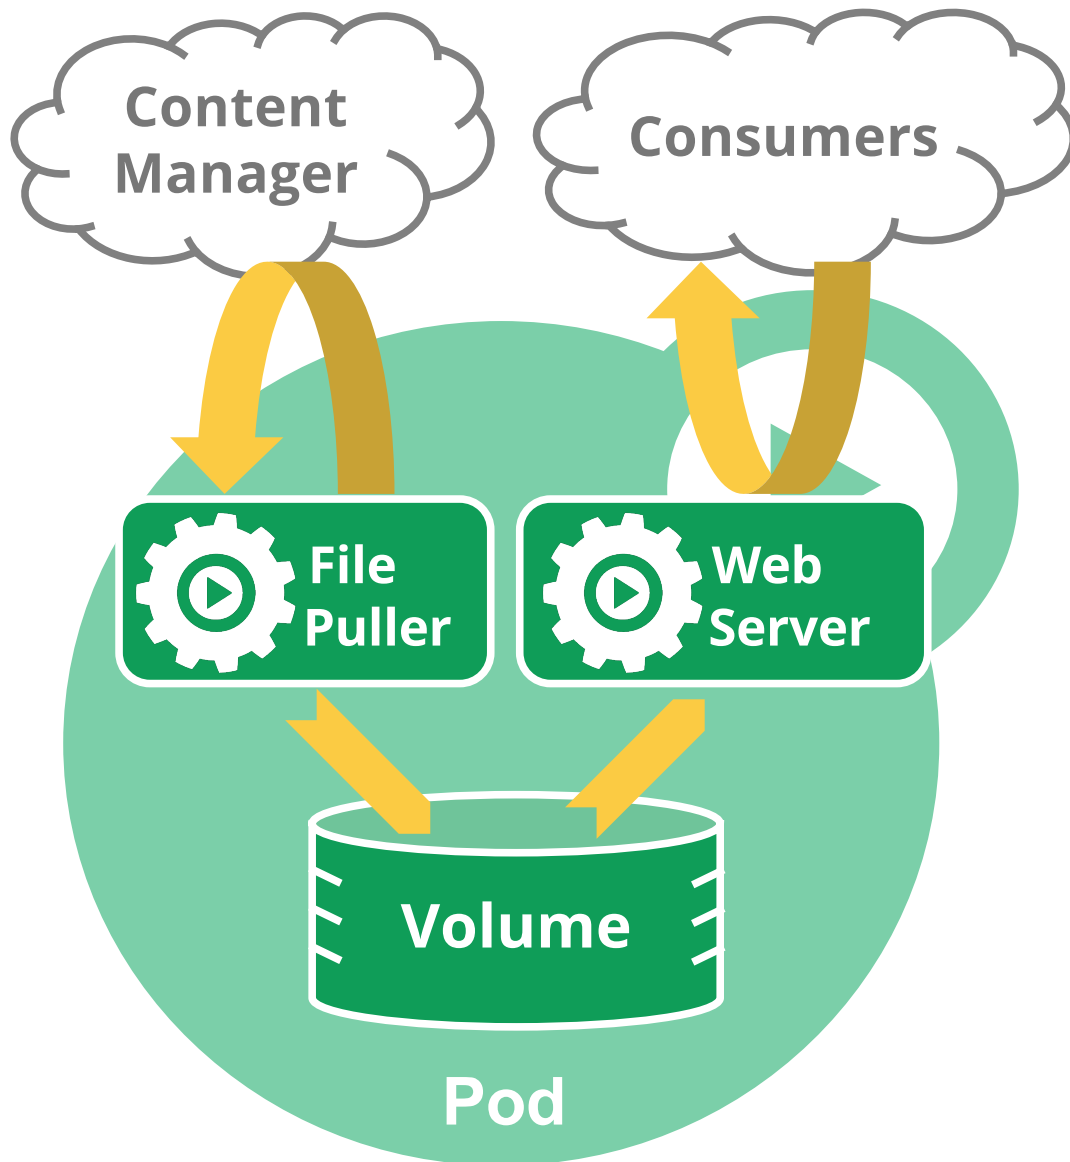 Content
Manager
Consumers
File
Puller
Web
Server
Volume
Pod